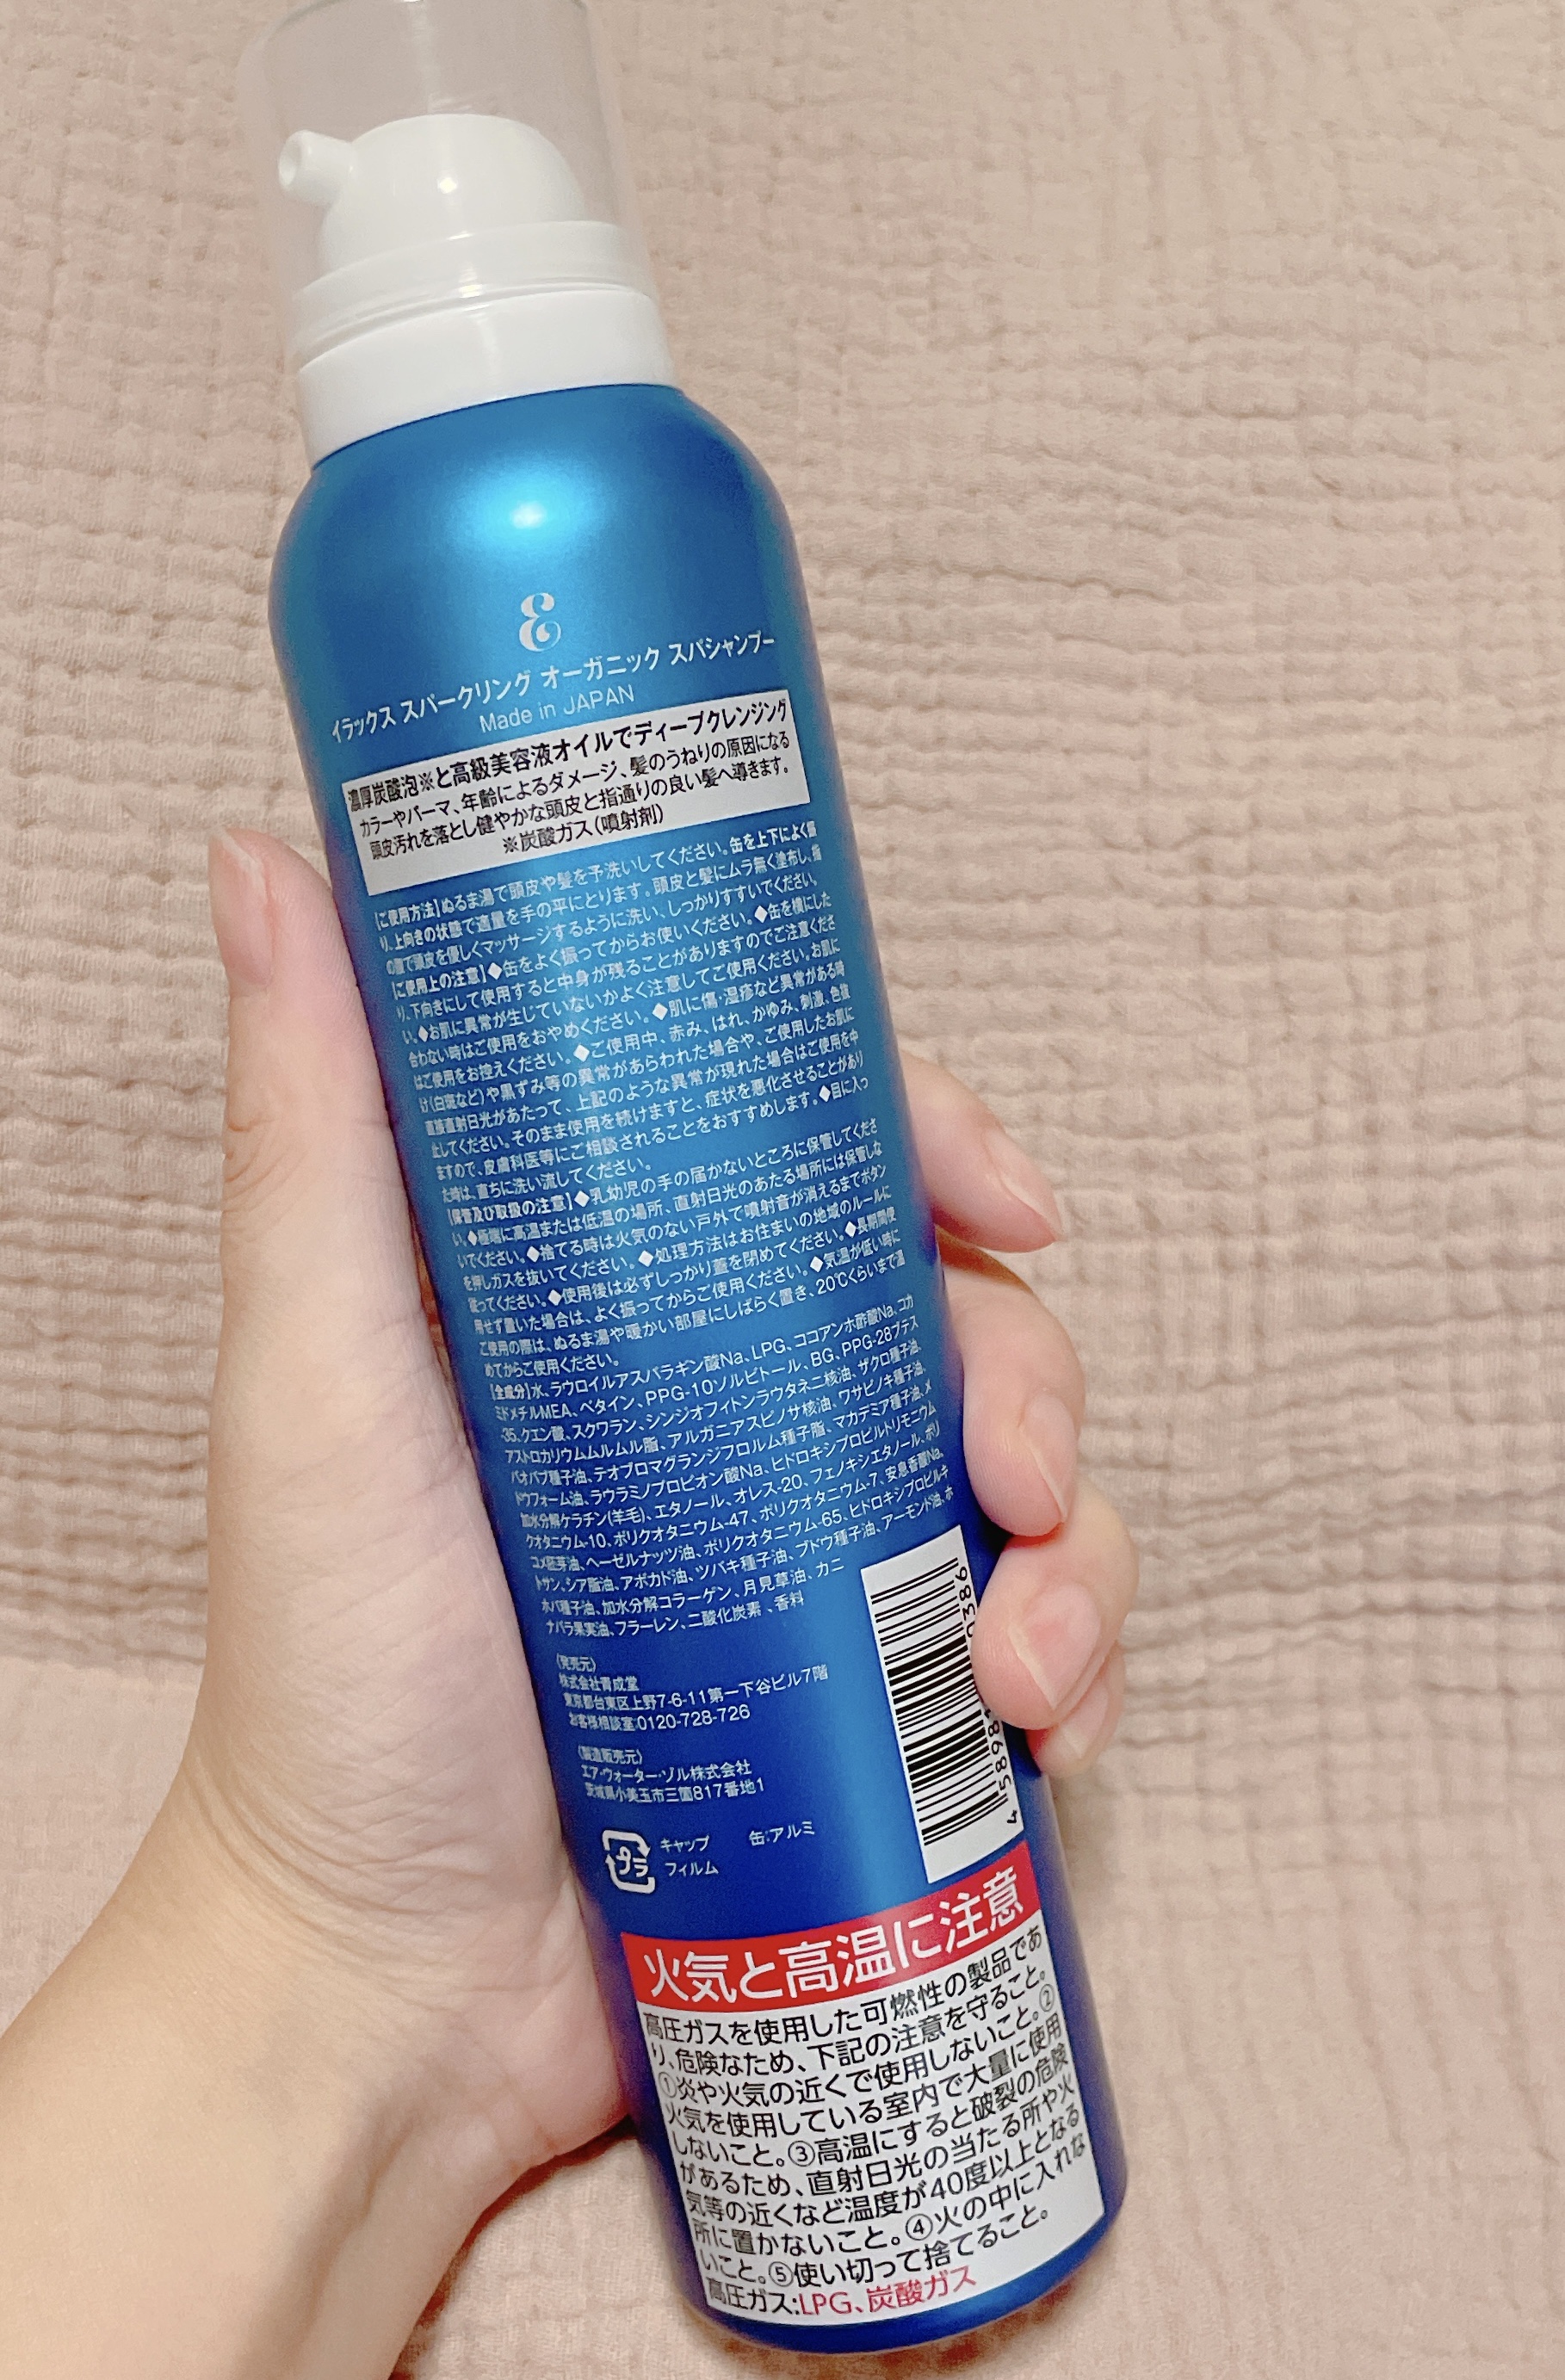 ε
イラックス スパークリング オーガニック スパシャンプー
Made in JAPAN
濃厚炭酸泡※と高級美容液オイルでディープクレンジング
カラーやパーマ、年齢によるダメージ、髪のうねりの原因になる
頭皮汚れを落とし健やかな頭皮と指通りの良い髪へ導きます。
※炭酸ガス(噴射剤)
【ご使用方法】ぬるま湯で頭皮や髪を予洗いしてください。缶を上下によく振
り、上向きの状態で適量を手の平にとります。頭皮と髪にムラ無く塗布し、指
の腹で頭皮を優しくマッサージするように洗い、しっかりすすいでください。
【ご使用上の注意】◆缶をよく振ってからお使いください。◆缶を横にした
り、下向きにして使用すると中身が残ることがありますのでご注意くださ
い。◆お肌に異常が生じていないかよく注意してご使用ください。お肌に
合わない時はご使用をおやめください。◆肌に傷・湿疹など異常がある時
はご使用をお控えください。◆ご使用中、赤み、はれ、かゆみ、刺激、色抜
け(白斑など)や黒ずみ等の異常があらわれた場合や、ご使用したお肌に
直接直射日光があたって、上記のような異常が現れた場合はご使用を中
止してください。そのまま使用を続けますと、症状を悪化させることがあり
ますので、皮膚科医等にご相談されることをおすすめします。◆目に入っ
た時は、直ちに洗い流してください。
【保管及び取扱の注意】◆乳幼児の手の届かないところに保管してくださ
い。◆極端に高温または低温の場所、直射日光のあたる場所には保管しな
いでください。◆捨てる時は火気のない戸外で噴射音が消えるまでボタン
を押しガスを抜いてください。◆処理方法はお住まいの地域のルールに
従ってください。◆使用後は必ずしっかり蓋を閉めてください。◆長期間使
用せず置いた場合は、よく振ってからご使用ください。◆気温が低い時に
ご使用の際は、ぬるま湯や暖かい部屋にしばらく置き、20℃くらいまで温
めてからご使用ください。
【全成分】水、ラウロイルアスパラギン酸Na、LPG、ココアンホ酢酸Na、コカ
ミドメチルMEA、ベタイン、PPG-10ソルビトール、BG、PPG-28ブテス
-35、クエン酸、スクワラン、シンジオフィトンラウタネニ核油、ザクロ種子油、
アストロカリウムムルムル脂、アルガニアスピノサ核油、ワサビノキ種子油、
バオバブ種子油、テオブロマグランジフロルム種子脂、マカデミア種子油、メ
ドウフォーム油、ラウラミノプロピオン酸Na、ヒドロキシプロピルトリモニウム
加水分解ケラチン(羊毛)、エタノール、オレス-20、フェノキシエタノール、ポリ
クオタニウム-10、ポリクオタニウム-47、ポリクオタニウム-7、安息香酸Na、
コメ胚芽油、ヘーゼルナッツ油、ポリクオタニウム-65、ヒドロキシプロピルキ
トサン、シア脂油、アボカド油、ツバキ種子油、ブドウ種子油、アーモンド油、ホ
ホバ種子油、加水分解コラーゲン、月見草油、カニ
ナバラ果実油、フラーレン、二酸化炭素、香料
〈発売元〉
株式会社胥成堂
東京都台東区上野7-6-11第一下谷ビル7階
お客様相談室:0120-728-726
〈製造販売元〉
エア・ウォーター・ゾル株式会社
茨城県小美玉市三箇817番地1
プラ
キャップ 缶:アルミ
フィルム
火気と高温に注意
高圧ガスを使用した可燃性の製品であ
り、危険なため、下記の注意を守ること。
①炎や火気の近くで使用しないこと。②
火気を使用している室内で大量に使用
しないこと。③高温にすると破裂の危険
があるため、直射日光の当たる所や火
気等の近くなど温度が40度以上となる
所に置かないこと。④火の中に入れな
いこと。⑤使い切って捨てること。
高圧ガス:LPG、炭酸ガス